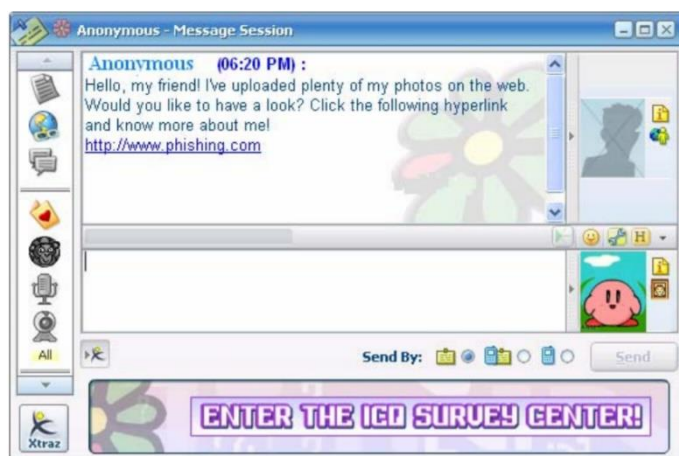 Anonymous - Message Session
Anonymous (06:20 PM) :
Hello, my friend! I've uploaded plenty of my photos on the web.
Would you like to have a look? Click the following hyperlink
and know more about me!
http://www.phishing.com
H
All
Send By:
Send
Xtraz
ENTER THE ICQ SURVEY CENTER!